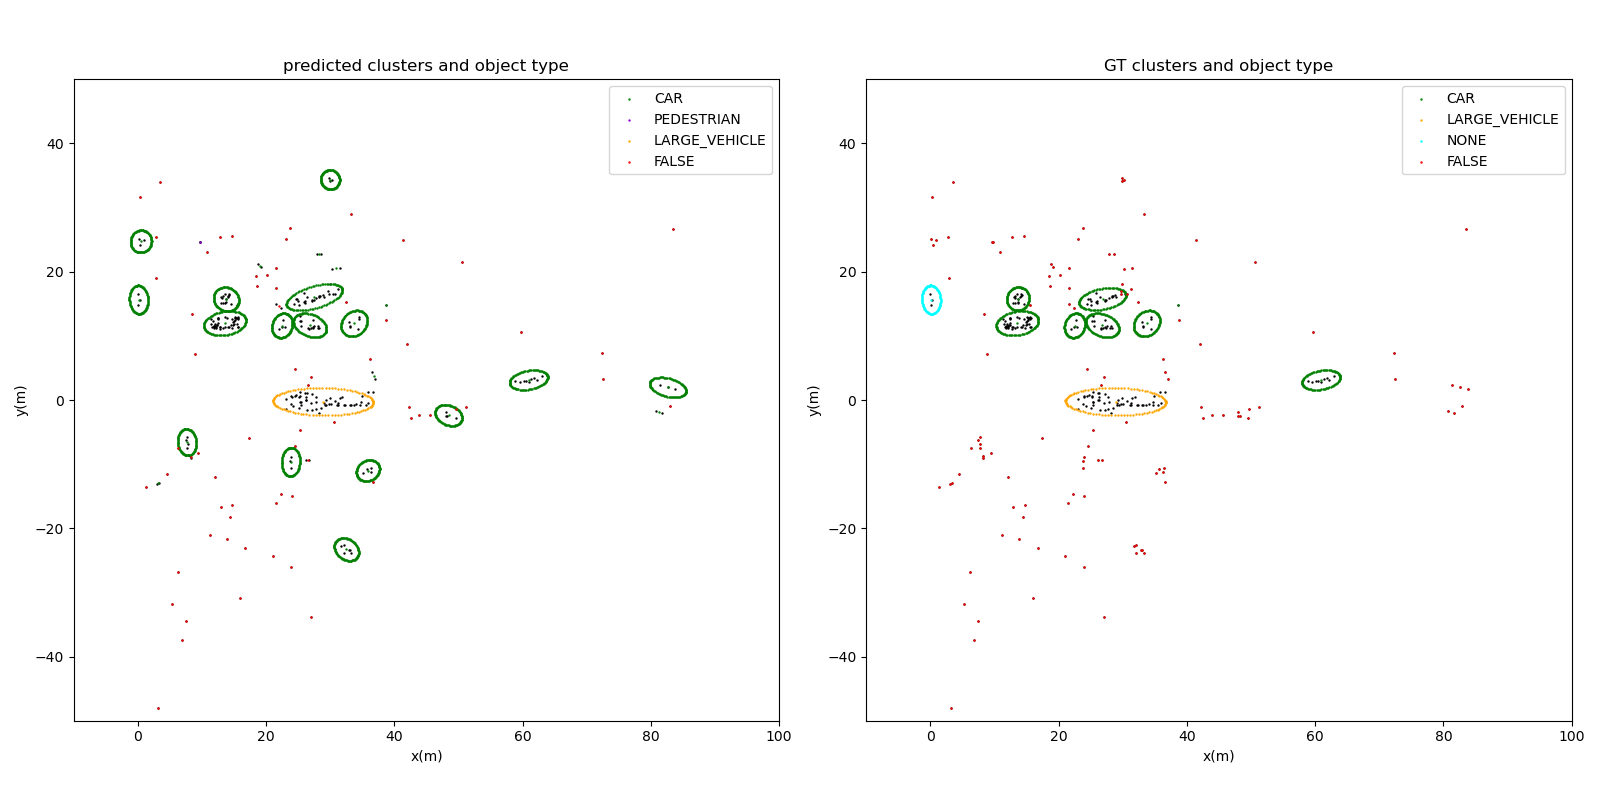 predicted clusters and object type
CAR
PEDESTRIAN
LARGE_VEHICLE
FALSE
40
20
0
−20
−40
y(m)
0
20
40
60
80
100
x(m)
GT clusters and object type
CAR
LARGE_VEHICLE
NONE
FALSE
40
20
0
−20
−40
y(m)
0
20
40
60
80
100
x(m)